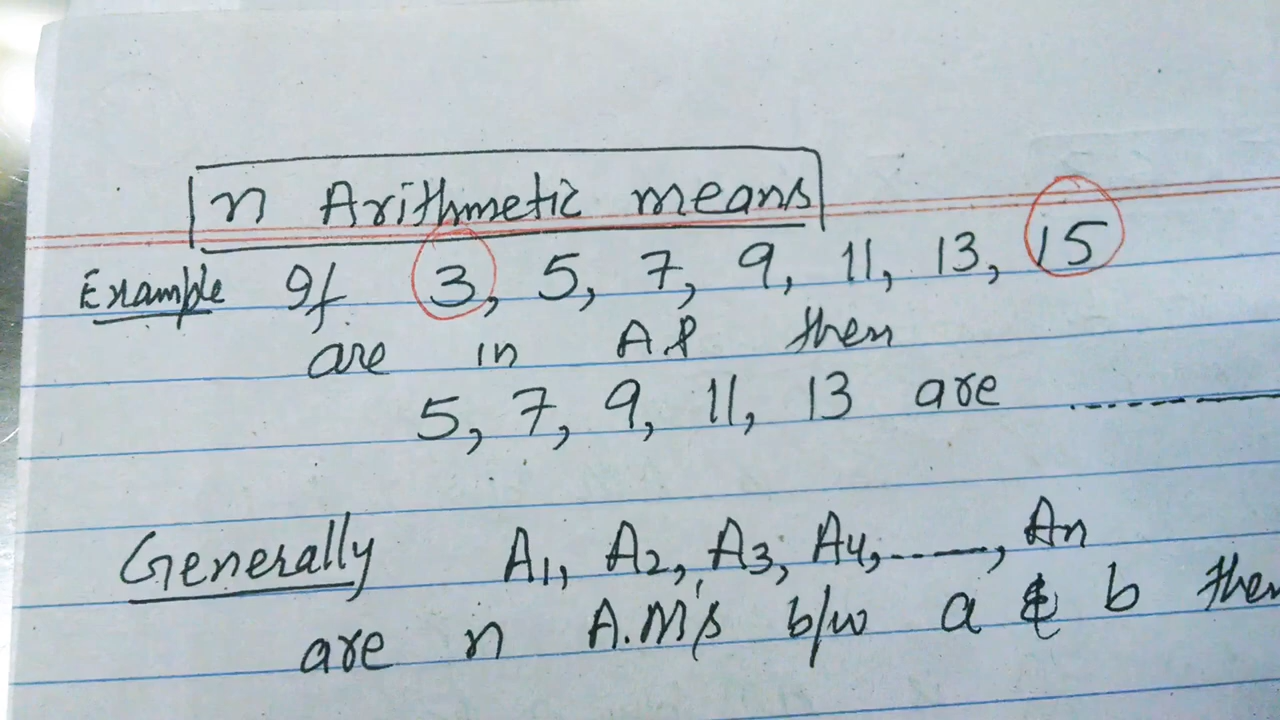 n Arithmetic means
Example If 3, 5, 7, 9, 11, 13, 15
are in AP then
5, 7, 9, 11, 13 are ..........
Generally A1, A2, A3, A4, ......, An
are n A.M's b/w a & b then